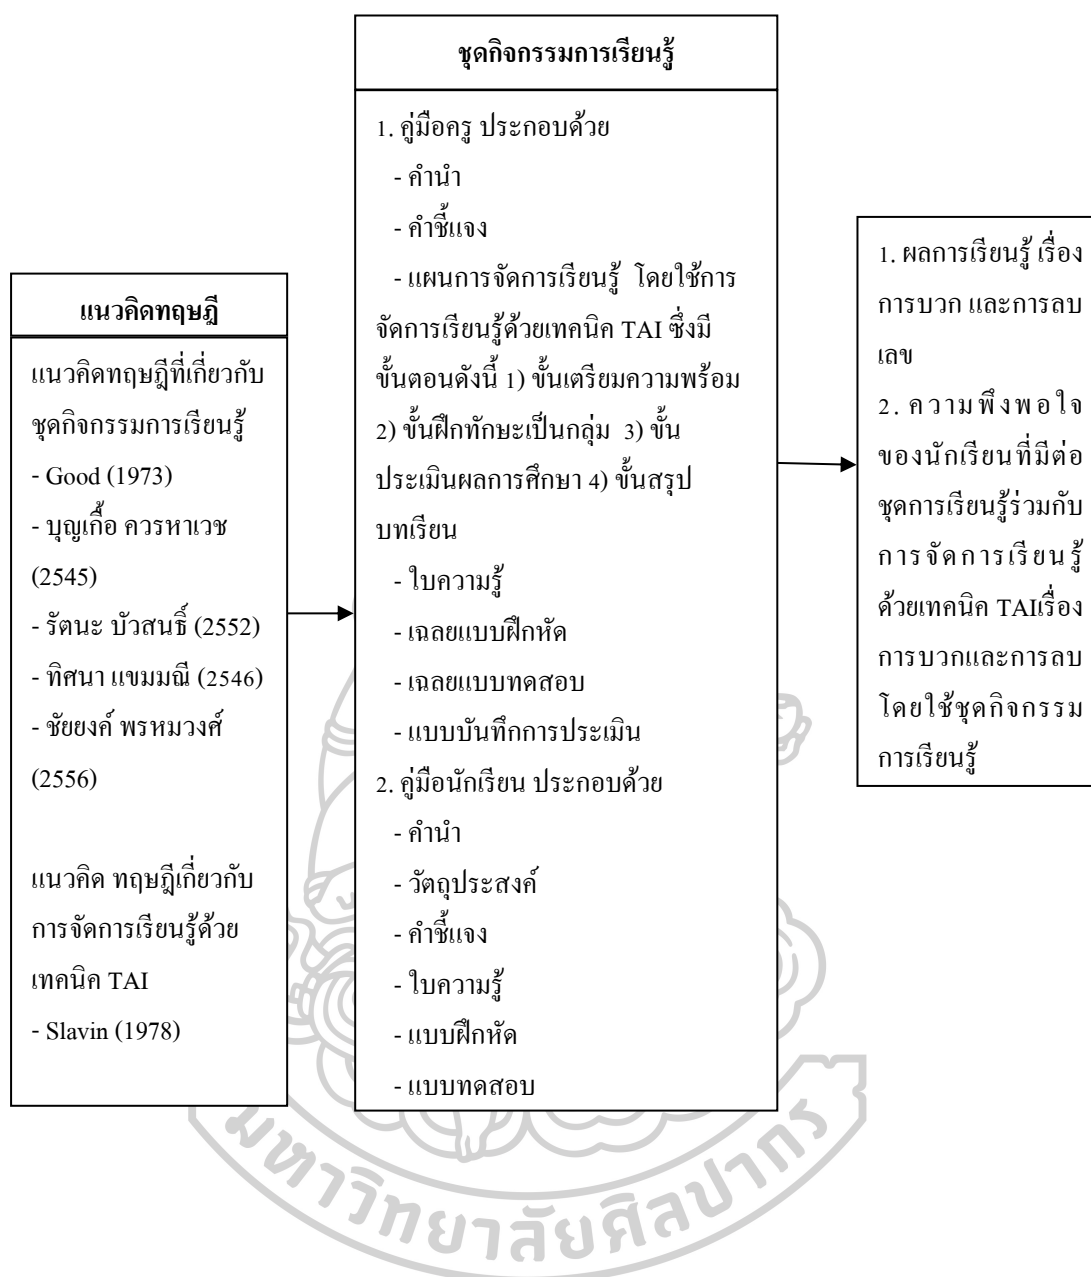 แนวคิดทฤษฎี
แนวคิดทฤษฎีที่เกี่ยวกับ
ชุดกิจกรรมการเรียนรู้
- Good (1973)
- บุญเกื้อ ควรหาเวช
(2545)
- รัตนะ บัวสนธิ์ (2552)
- ทิศนา แขมมณี (2546)
- ชัยยงค์ พรหมวงศ์
(2556)
แนวคิด ทฤษฎีเกี่ยวกับ
การจัดการเรียนรู้ด้วย
เทคนิค TAI
- Slavin (1978)
ชุดกิจกรรมการเรียนรู้
1. คู่มือครู ประกอบด้วย
- คำนำ
- คำชี้แจง
- แผนการจัดการเรียนรู้ โดยใช้การ
จัดการเรียนรู้ด้วยเทคนิค TAI ซึ่งมี
ขั้นตอนดังนี้ 1) ขั้นเตรียมความพร้อม
2) ขั้นฝึกทักษะเป็นกลุ่ม 3) ขั้น
ประเมินผลการศึกษา 4) ขั้นสรุป
บทเรียน
- ใบความรู้
- เฉลยแบบฝึกหัด
- เฉลยแบบทดสอบ
- แบบบันทึกการประเมิน
2. คู่มือนักเรียน ประกอบด้วย
- คำนำ
- วัตถุประสงค์
- คำชี้แจง
- ใบความรู้
- แบบฝึกหัด
- แบบทดสอบ
1. ผลการเรียนรู้ เรื่อง
การบวก และการลบ
เลข
2. ความพึงพอใจ
ของนักเรียนที่มีต่อ
ชุดการเรียนรู้ร่วมกับ
การจัดการเรียนรู้
ด้วยเทคนิค TAIเรื่อง
การบวกและการลบ
โดยใช้ชุดกิจกรรม
การเรียนรู้
มหาวิทยาลัยศิลปากร